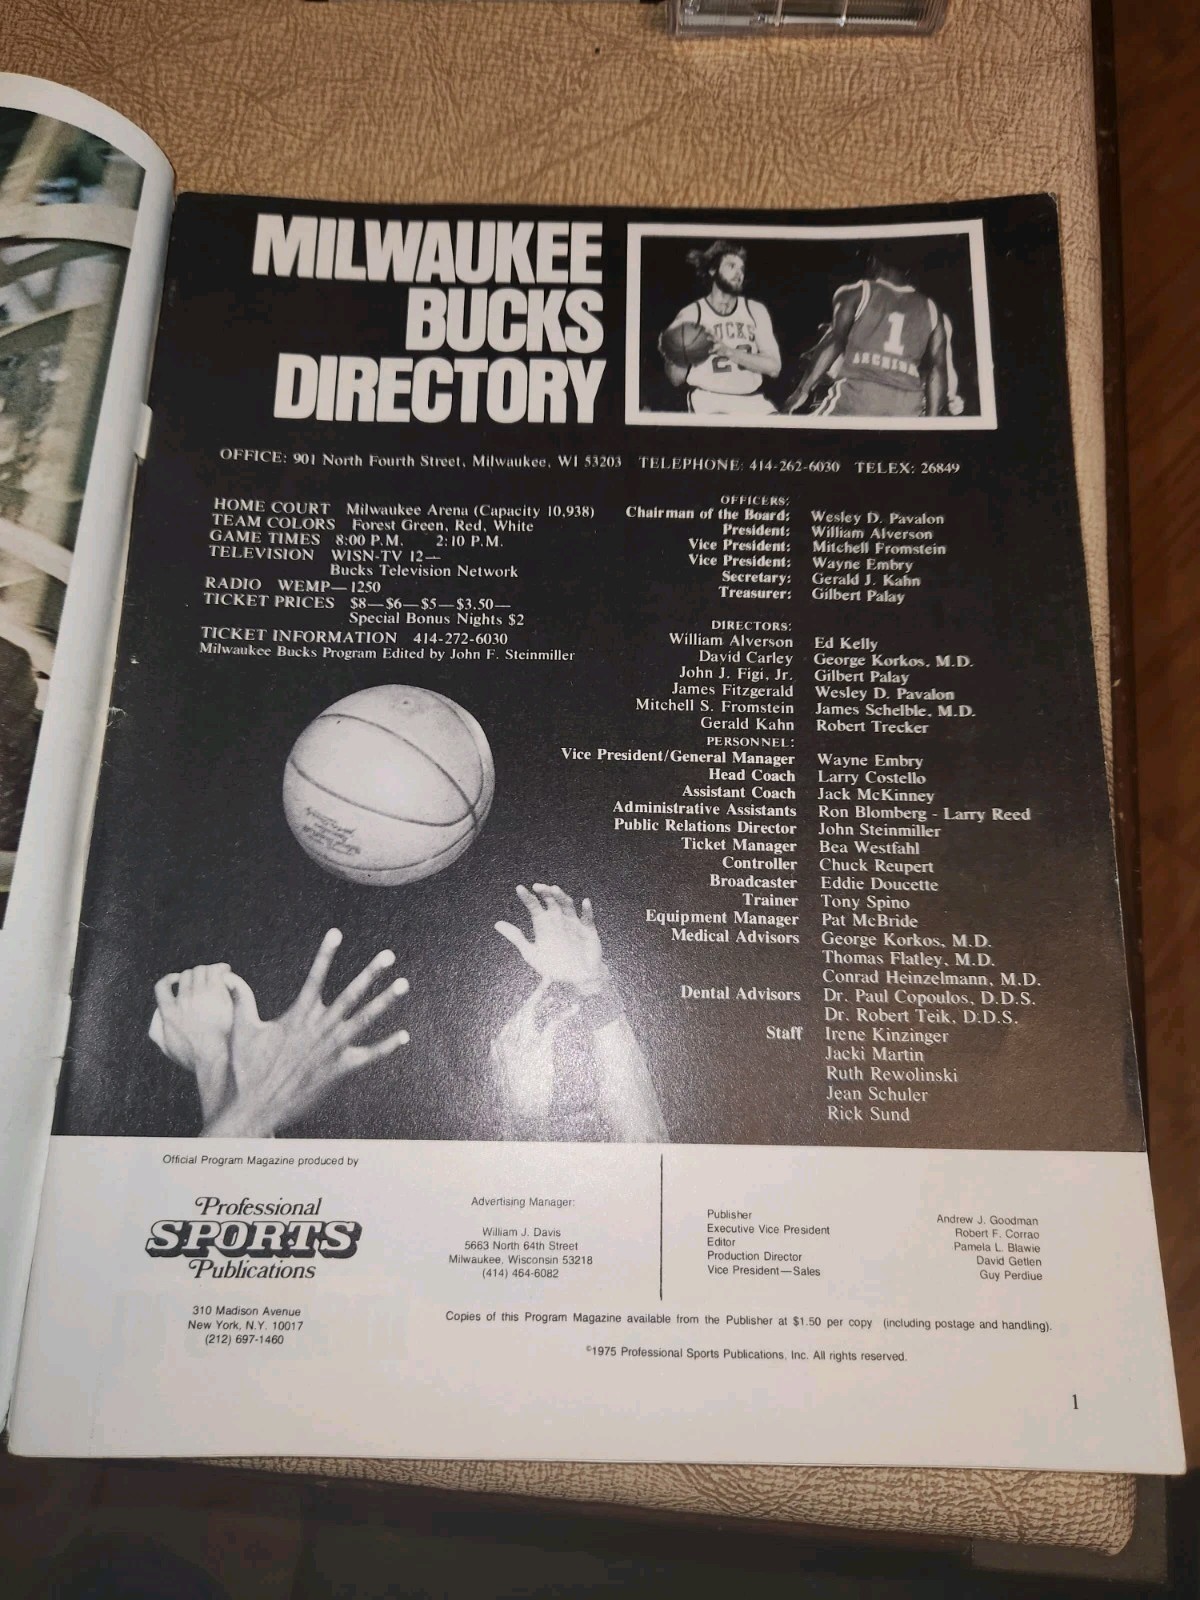 MILWAUKEE
BUCKS
DIRECTORY
BUCKS
1
OFFICE: 901 North Fourth Street, Milwaukee, WI 53203 TELEPHONE: 414-262-6030 TELEX: 26849
HOME COURT Milwaukee Arena (Capacity 10,938)
TEAM COLORS Forest Green, Red, White
GAME TIMES 8:00 P.M. 2:10 P.M.
TELEVISION WISN-TV 12—
Bucks Television Network
RADIO WEMP—1250
TICKET PRICES $8—$6—$5—$3.50—
Special Bonus Nights $2
TICKET INFORMATION 414-272-6030
Milwaukee Bucks Program Edited by John F. Steinmiller
OFFICERS:
Chairman of the Board: Wesley D. Pavalon
President: William Alverson
Vice President: Mitchell Fromstein
Vice President: Wayne Embry
Secretary: Gerald J. Kahn
Treasurer: Gilbert Palay
DIRECTORS:
William Alverson Ed Kelly
David Carley George Korkos, M.D.
John J. Figi, Jr. Gilbert Palay
James Fitzgerald Wesley D. Pavalon
Mitchell S. Fromstein James Schelble, M.D.
Gerald Kahn Robert Trecker
PERSONNEL:
Vice President/General Manager Wayne Embry
Head Coach Larry Costello
Assistant Coach Jack McKinney
Administrative Assistants Ron Blomberg - Larry Reed
Public Relations Director John Steinmiller
Ticket Manager Bea Westfahl
Controller Chuck Reupert
Broadcaster Eddie Doucette
Trainer Tony Spino
Equipment Manager Pat McBride
Medical Advisors George Korkos, M.D.
Thomas Flatley, M.D.
Conrad Heinzelmann, M.D.
Dental Advisors Dr. Paul Copoulos, D.D.S.
Dr. Robert Teik, D.D.S.
Staff Irene Kinzinger
Jacki Martin
Ruth Rewolinski
Jean Schuler
Rick Sund
Official Program Magazine produced by
Professional
SPORTS
Publications
310 Madison Avenue
New York, N.Y. 10017
(212) 697-1460
Advertising Manager:
William J. Davis
5663 North 64th Street
Milwaukee, Wisconsin 53218
(414) 464-6082
Publisher Andrew J. Goodman
Executive Vice President Robert F. Corrao
Editor Pamela L. Blawie
Production Director David Getlen
Vice President—Sales Guy Perdiue
Copies of this Program Magazine available from the Publisher at $1.50 per copy (including postage and handling).
©1975 Professional Sports Publications, Inc. All rights reserved.
1